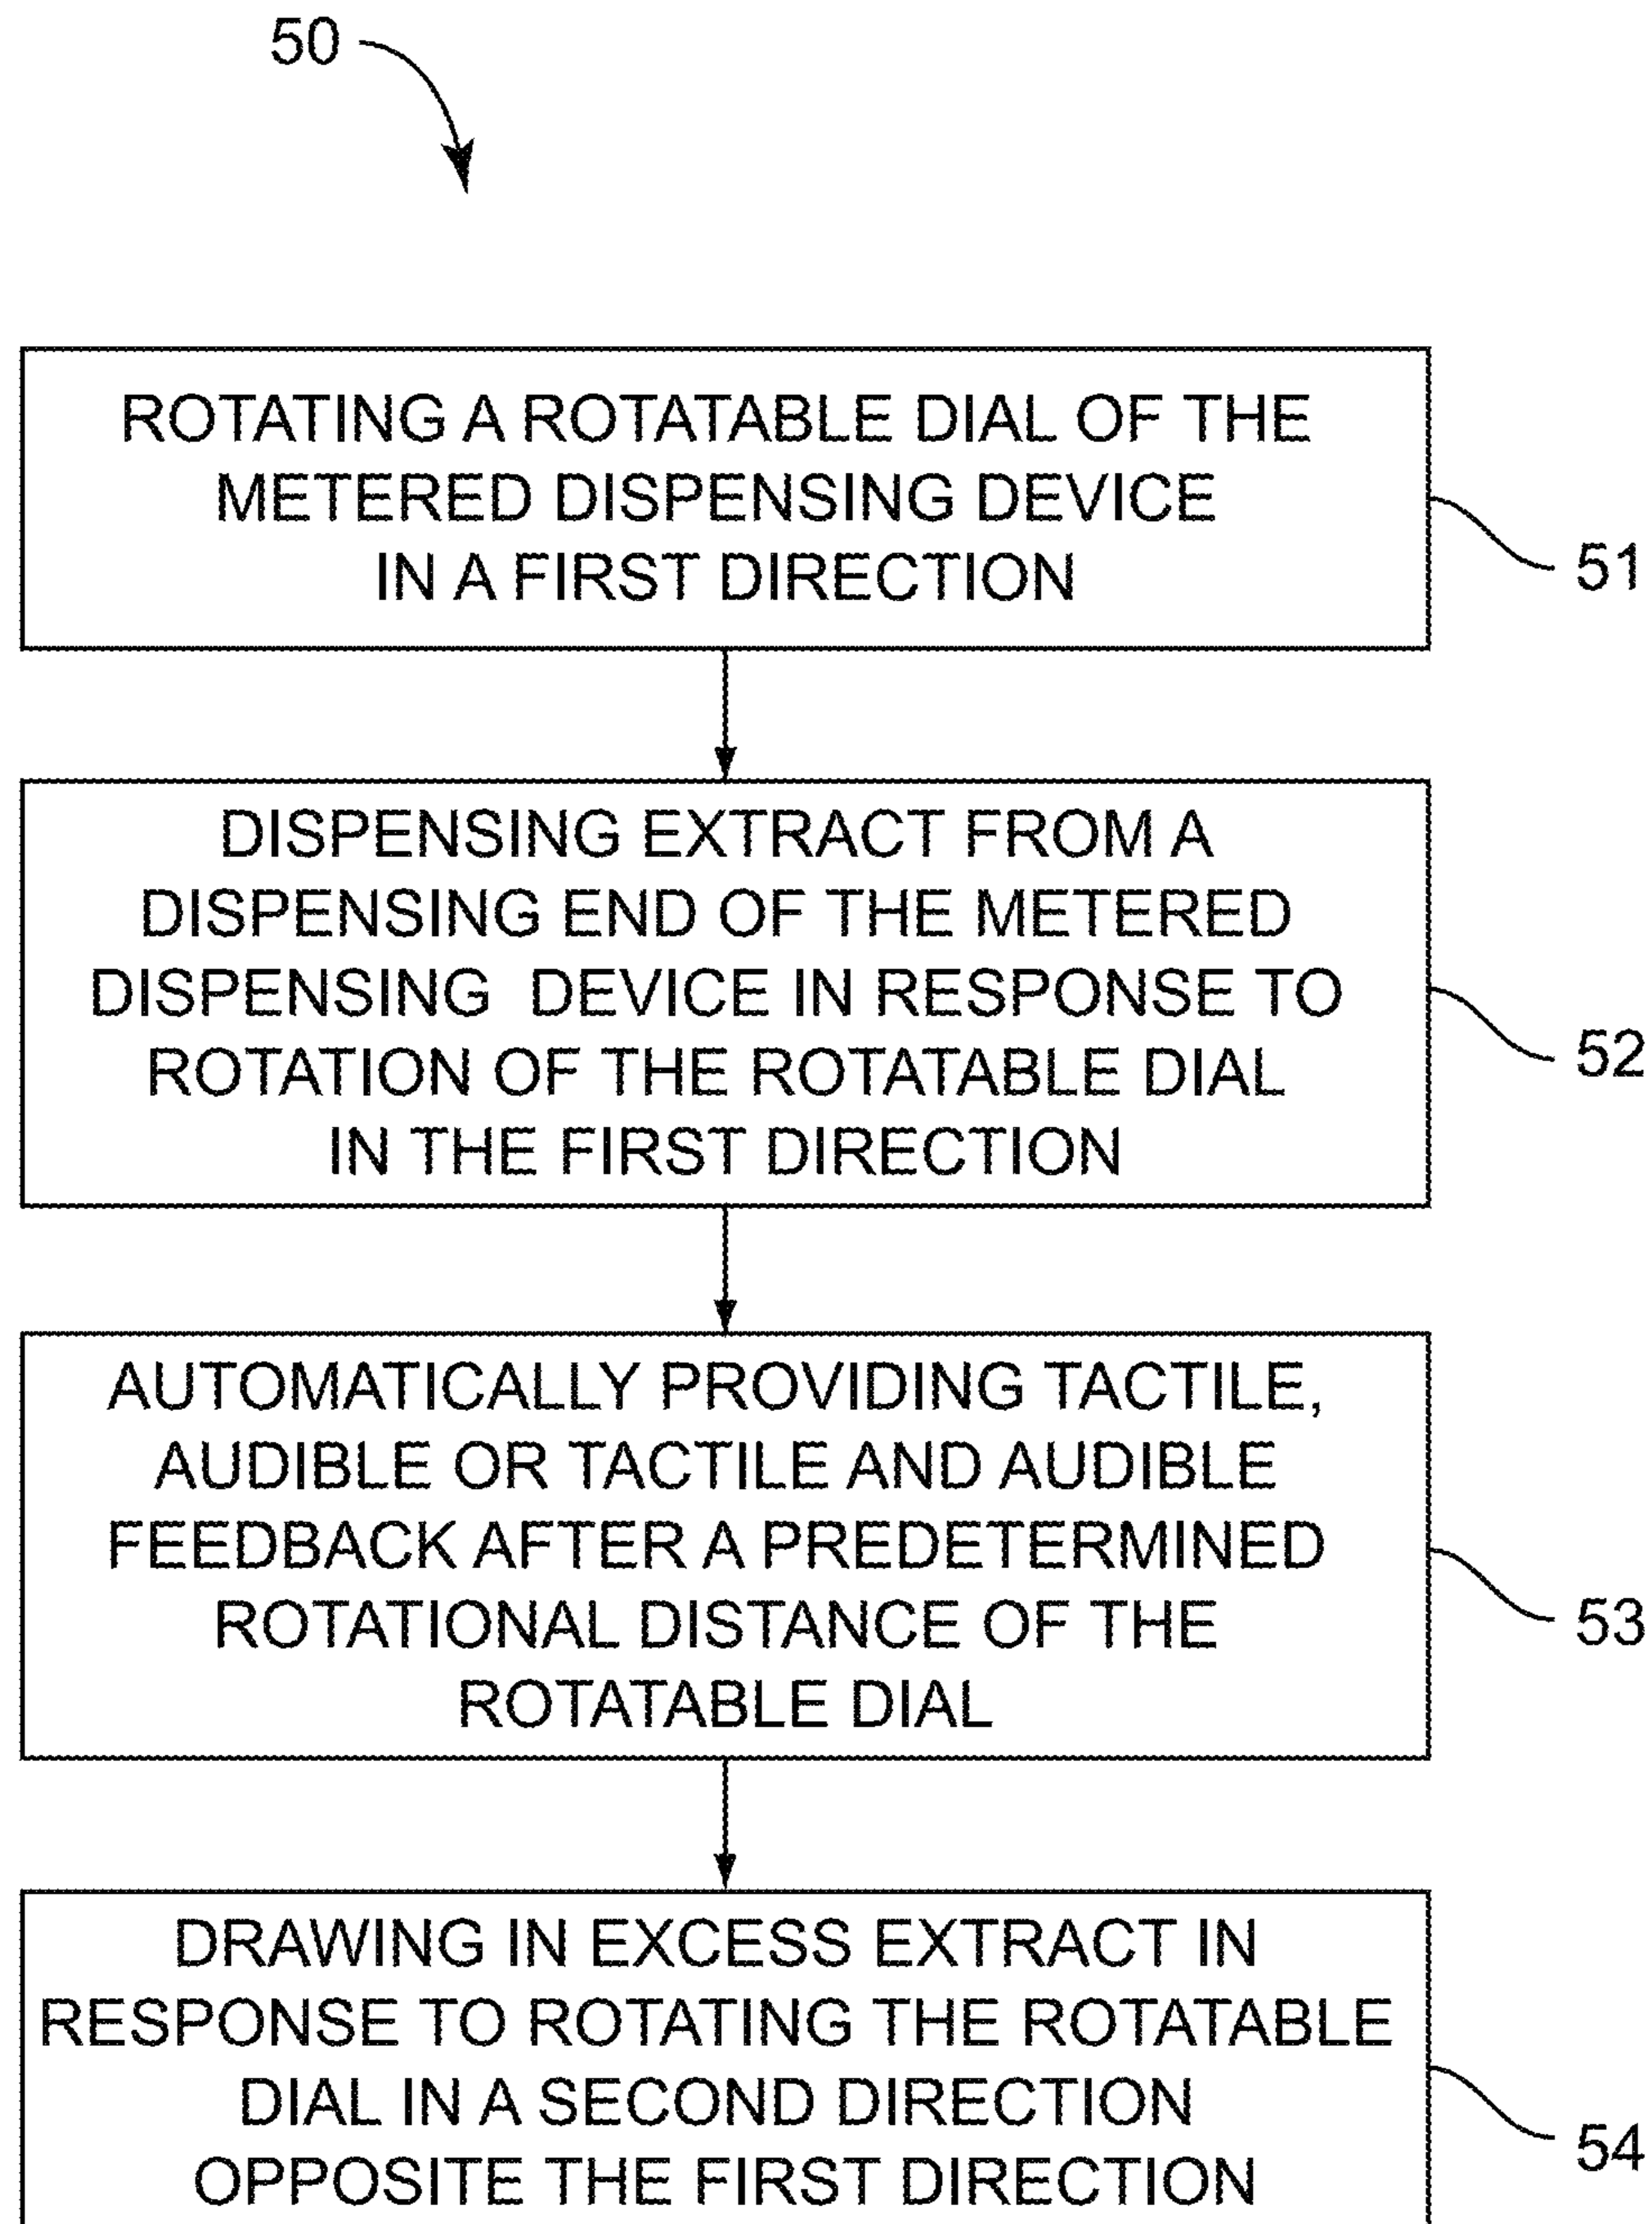 50
ROTATING A ROTATABLE DIAL OF THE
METERED DISPENSING DEVICE
IN A FIRST DIRECTION
51
DISPENSING EXTRACT FROM A
DISPENSING END OF THE METERED
DISPENSING DEVICE IN RESPONSE TO
ROTATION OF THE ROTATABLE DIAL
IN THE FIRST DIRECTION
52
AUTOMATICALLY PROVIDING TACTILE,
AUDIBLE OR TACTILE AND AUDIBLE
FEEDBACK AFTER A PREDETERMINED
ROTATIONAL DISTANCE OF THE
ROTATABLE DIAL
53
DRAWING IN EXCESS EXTRACT IN
RESPONSE TO ROTATING THE ROTATABLE
DIAL IN A SECOND DIRECTION
OPPOSITE THE FIRST DIRECTION
54